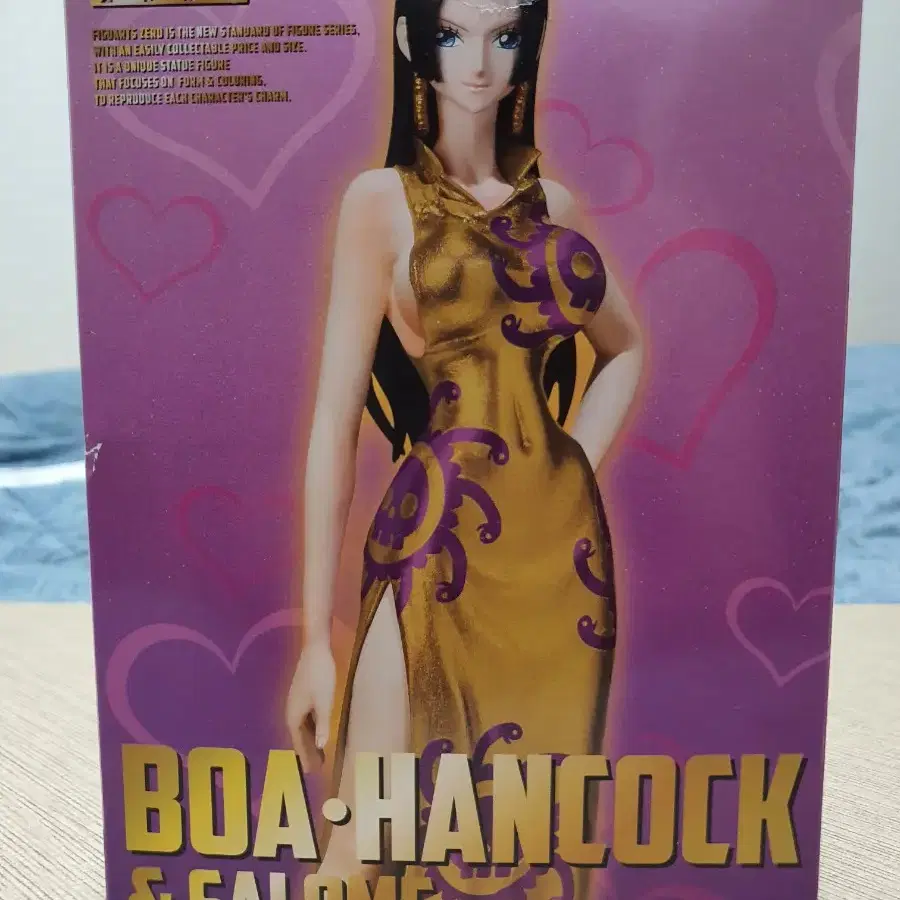 FIGUARTS ZERO IS THE NEW STANDARD OF FIGURE SERIES,
WITH AN EASILY COLLECTABLE PRICE AND SIZE.
IT IS A UNIQUE STATUE FIGURE
THAT FOCUSES ON FORM & COLORING,
TO REPRODUCE EACH CHARACTER'S CHARM.
BOA・HANCOCK
& SALOME